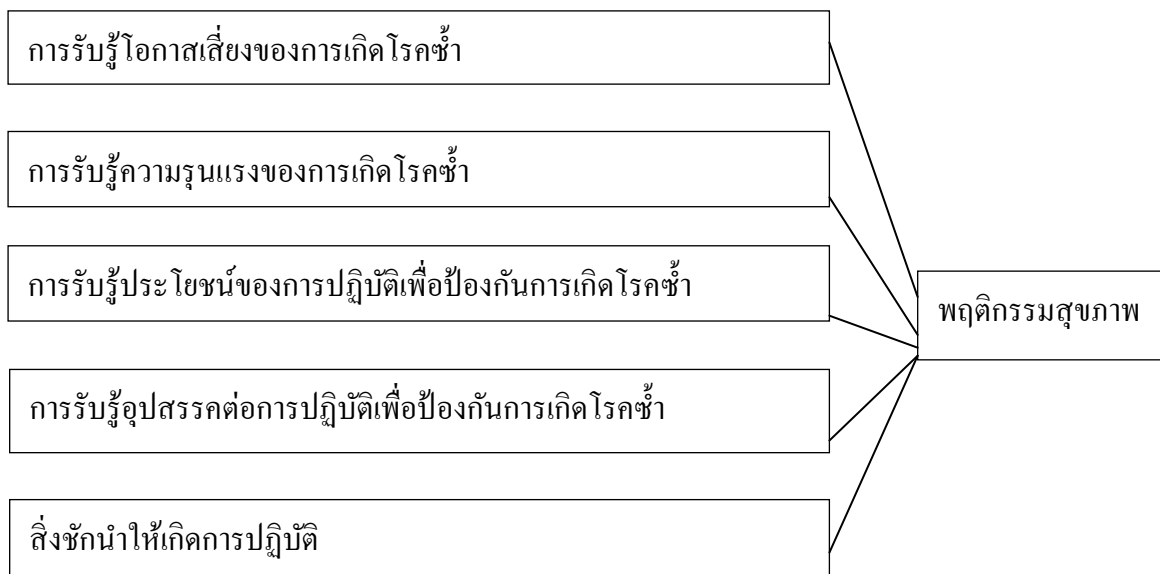 การรับรู้โอกาสเสี่ยงของการเกิดโรคซ้ำ
การรับรู้ความรุนแรงของการเกิดโรคซ้ำ
การรับรู้ประโยชน์ของการปฏิบัติเพื่อป้องกันการเกิดโรคซ้ำ
พฤติกรรมสุขภาพ
การรับรู้อุปสรรคต่อการปฏิบัติเพื่อป้องกันการเกิดโรคซ้ำ
สิ่งชักนำให้เกิดการปฏิบัติ